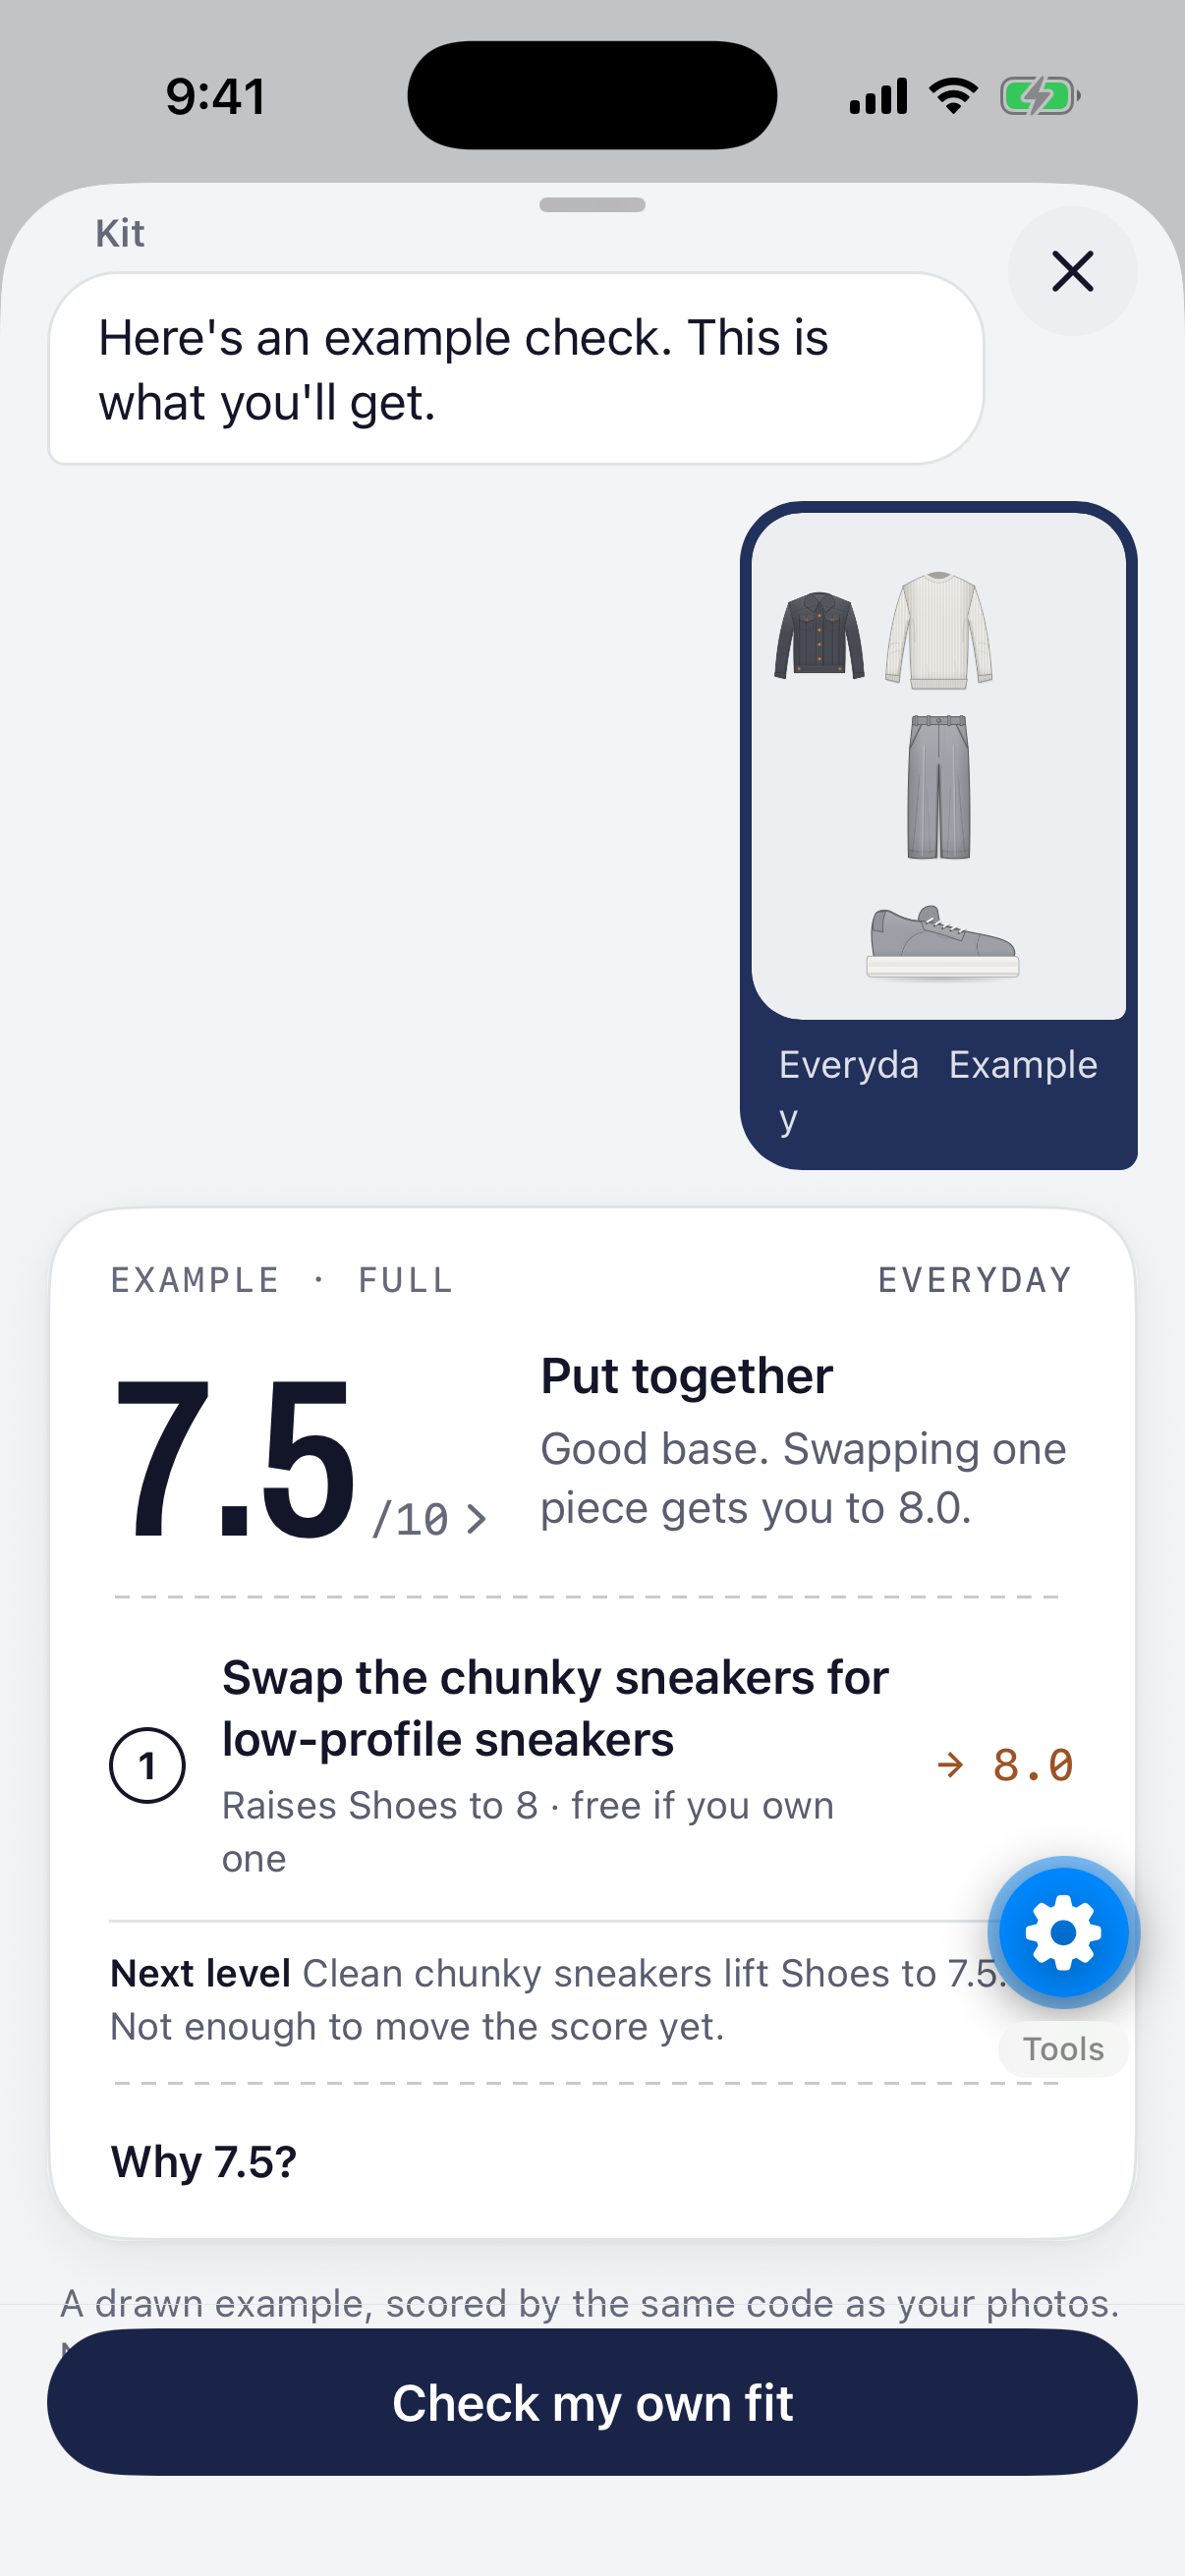 9:41
Kit
Here's an example check. This is
what you'll get.
Everyda
y
Example
EXAMPLE · FULL
EVERYDAY
7.5 /10
Put together
Good base. Swapping one
piece gets you to 8.0.
1
Swap the chunky sneakers for
low-profile sneakers
Raises Shoes to 8 · free if you own
one
→ 8.0
Next level Clean chunky sneakers lift Shoes to 7.5.
Not enough to move the score yet.
Tools
Why 7.5?
A drawn example, scored by the same code as your photos.
Check my own fit